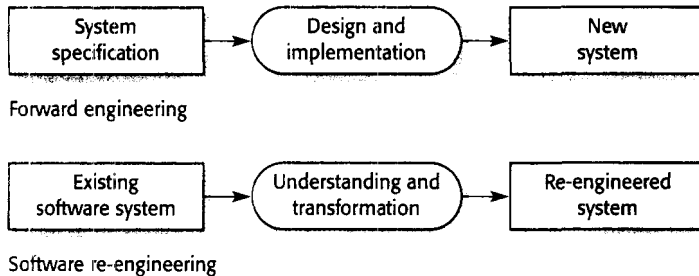 System
specification
Design and
implementation
New
system
Forward engineering
Existing
software system
Understanding and
transformation
Re-engineered
system
Software re-engineering